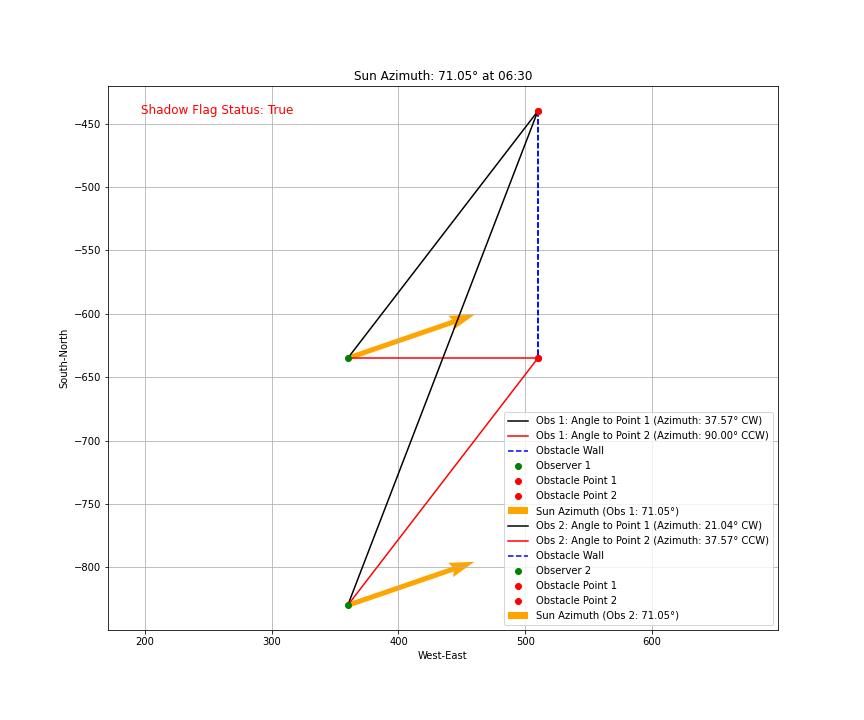 Sun Azimuth: 71.05° at 06:30
Shadow Flag Status: True
−450
−500
−550
−600
−650
−700
−750
−800
South-North
Obs 1: Angle to Point 1 (Azimuth: 37.57° CW)
Obs 1: Angle to Point 2 (Azimuth: 90.00° CCW)
Obstacle Wall
Observer 1
Obstacle Point 1
Obstacle Point 2
Sun Azimuth (Obs 1: 71.05°)
Obs 2: Angle to Point 1 (Azimuth: 21.04° CW)
Obs 2: Angle to Point 2 (Azimuth: 37.57° CCW)
Obstacle Wall
Observer 2
Obstacle Point 1
Obstacle Point 2
Sun Azimuth (Obs 2: 71.05°)
200 300 400 500 600
West-East